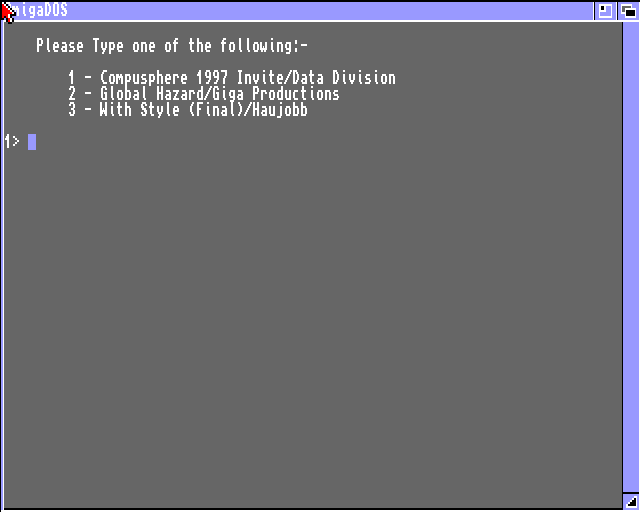 migaDOS
Please Type one of the following:-
1 - Compusphere 1997 Invite/Data Division
2 - Global Hazard/Giga Productions
3 - With Style (Final)/Haujobb
1>